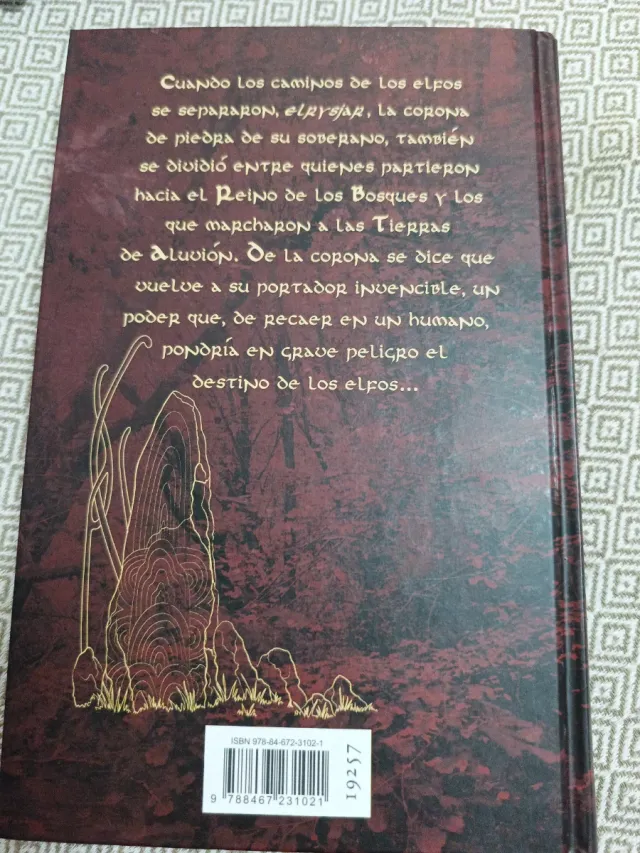 Cuando los caminos de los elfos
se separaron, elrysjar, la corona
de piedra de su soberano, también
se dividió entre quienes partieron
hacia el Reino de los Bosques y los
que marcharon a las Tierras
de Aluvión. De la corona se dice que
vuelve a su portador invencible, un
poder que, de recaer en un humano,
pondría en grave peligro el
destino de los elfos...
ISBN 978-84-672-3102-1
9 788467 231021
19257